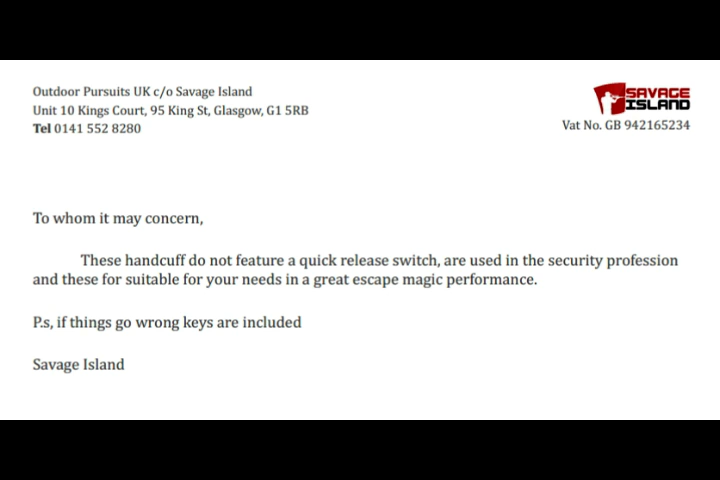 Outdoor Pursuits UK c/o Savage Island
Unit 10 Kings Court, 95 King St, Glasgow, G1 5RB
Tel 0141 552 8280
SAVAGE
ISLAND
Vat No. GB 942165234
To whom it may concern,
These handcuff do not feature a quick release switch, are used in the security profession
and these for suitable for your needs in a great escape magic performance.
P.s, if things go wrong keys are included
Savage Island